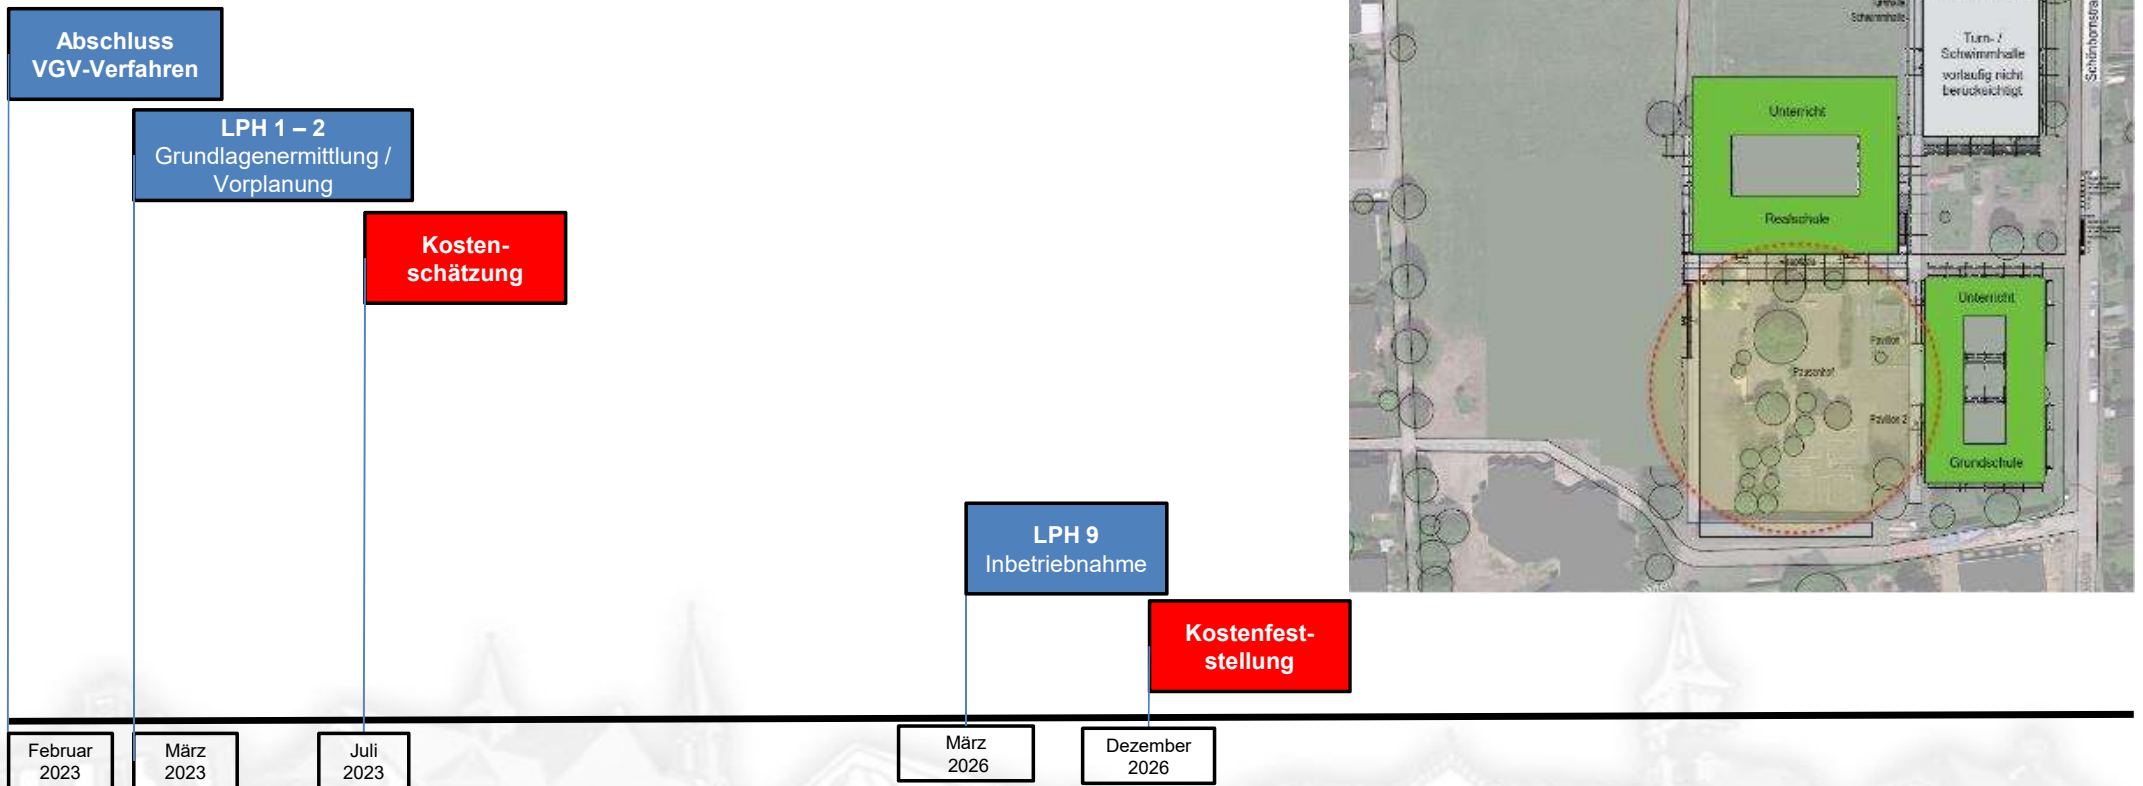 Abschluss
VGV-Verfahren
LPH 1 – 2
Grundlagenermittlung /
Vorplanung
Kosten-
schätzung
LPH 9
Inbetriebnahme
Kostenfest-
stellung
Februar
2023
März
2023
Juli
2023
März
2026
Dezember
2026
Schwimmhalle
Turn- /
Schwimmhalle
vorläufig nicht
berücksichtigt
Unterricht
Realschule
Pausenhof
Pavillon
Pavillon 2
Unterricht
Grundschule